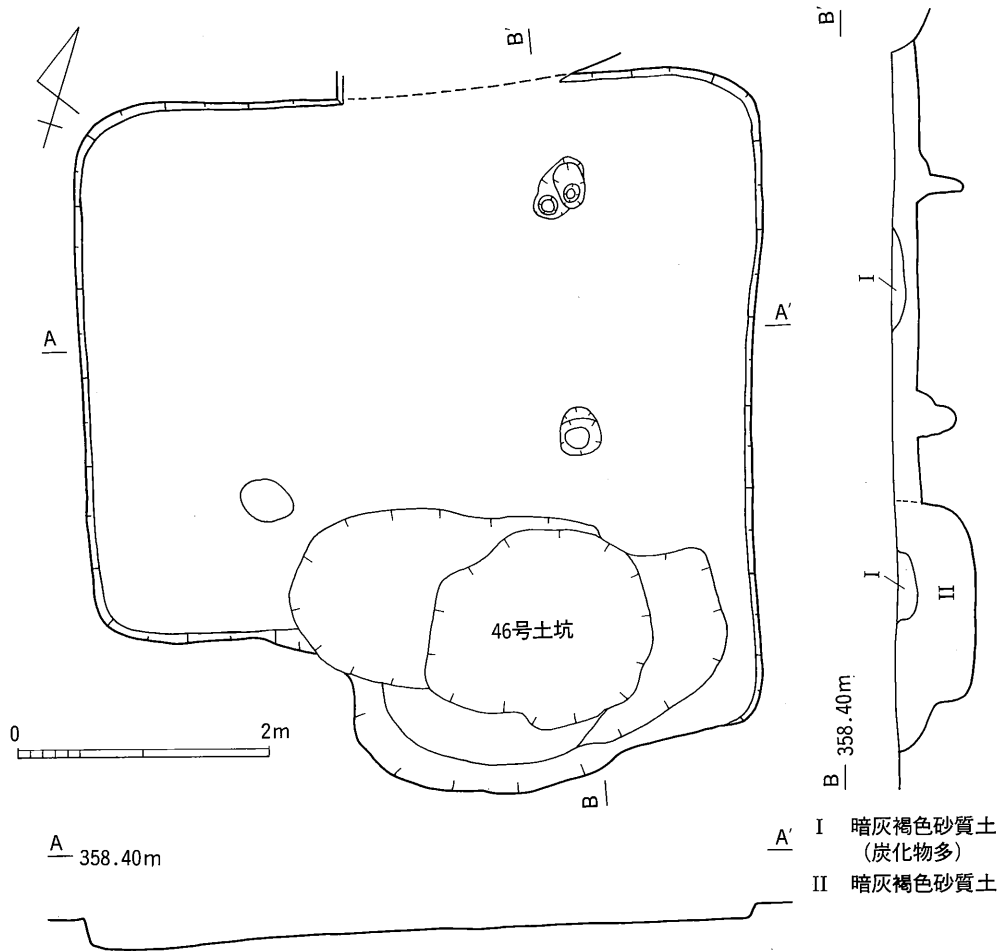 B′
B′
A
A′
I
46号土坑
I
II
0
2m
B
B 358.40m
A 358.40m
A′
I 暗灰褐色砂質土
(炭化物多)
II 暗灰褐色砂質土